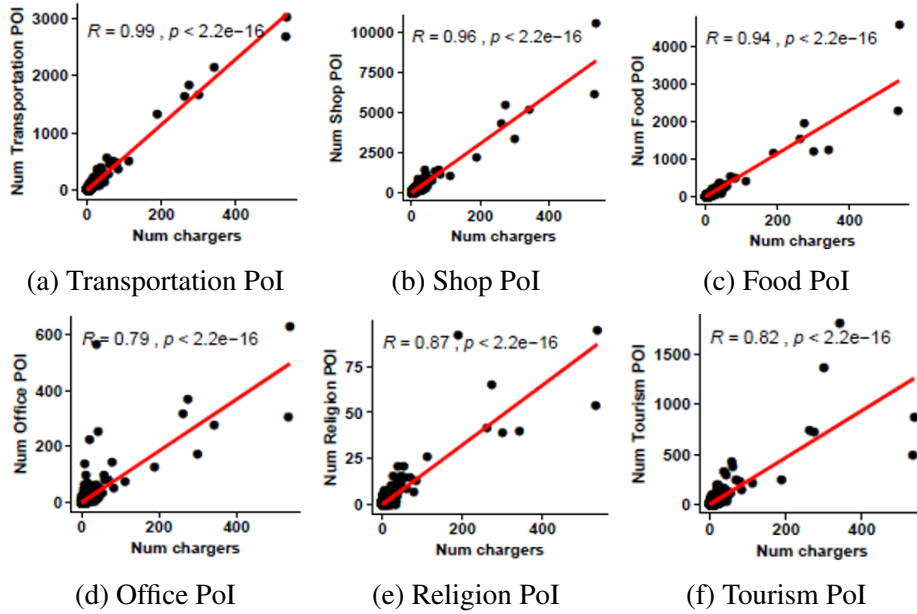 R = 0.99 , p < 2.2e−16
Num Transportation POI
3000
2000
1000
0
0 200 400
Num chargers
(a) Transportation PoI
R = 0.96 , p < 2.2e−16
Num Shop POI
10000
7500
5000
2500
0
0 200 400
Num chargers
(b) Shop PoI
R = 0.94 , p < 2.2e−16
Num Food POI
4000
3000
2000
1000
0
0 200 400
Num chargers
(c) Food PoI
R = 0.79 , p < 2.2e−16
Num Office POI
600
400
200
0
0 200 400
Num chargers
(d) Office PoI
R = 0.87 , p < 2.2e−16
Num Religion POI
75
50
25
0
0 200 400
Num chargers
(e) Religion PoI
R = 0.82 , p < 2.2e−16
Num Tourism POI
1500
1000
500
0
0 200 400
Num chargers
(f) Tourism PoI